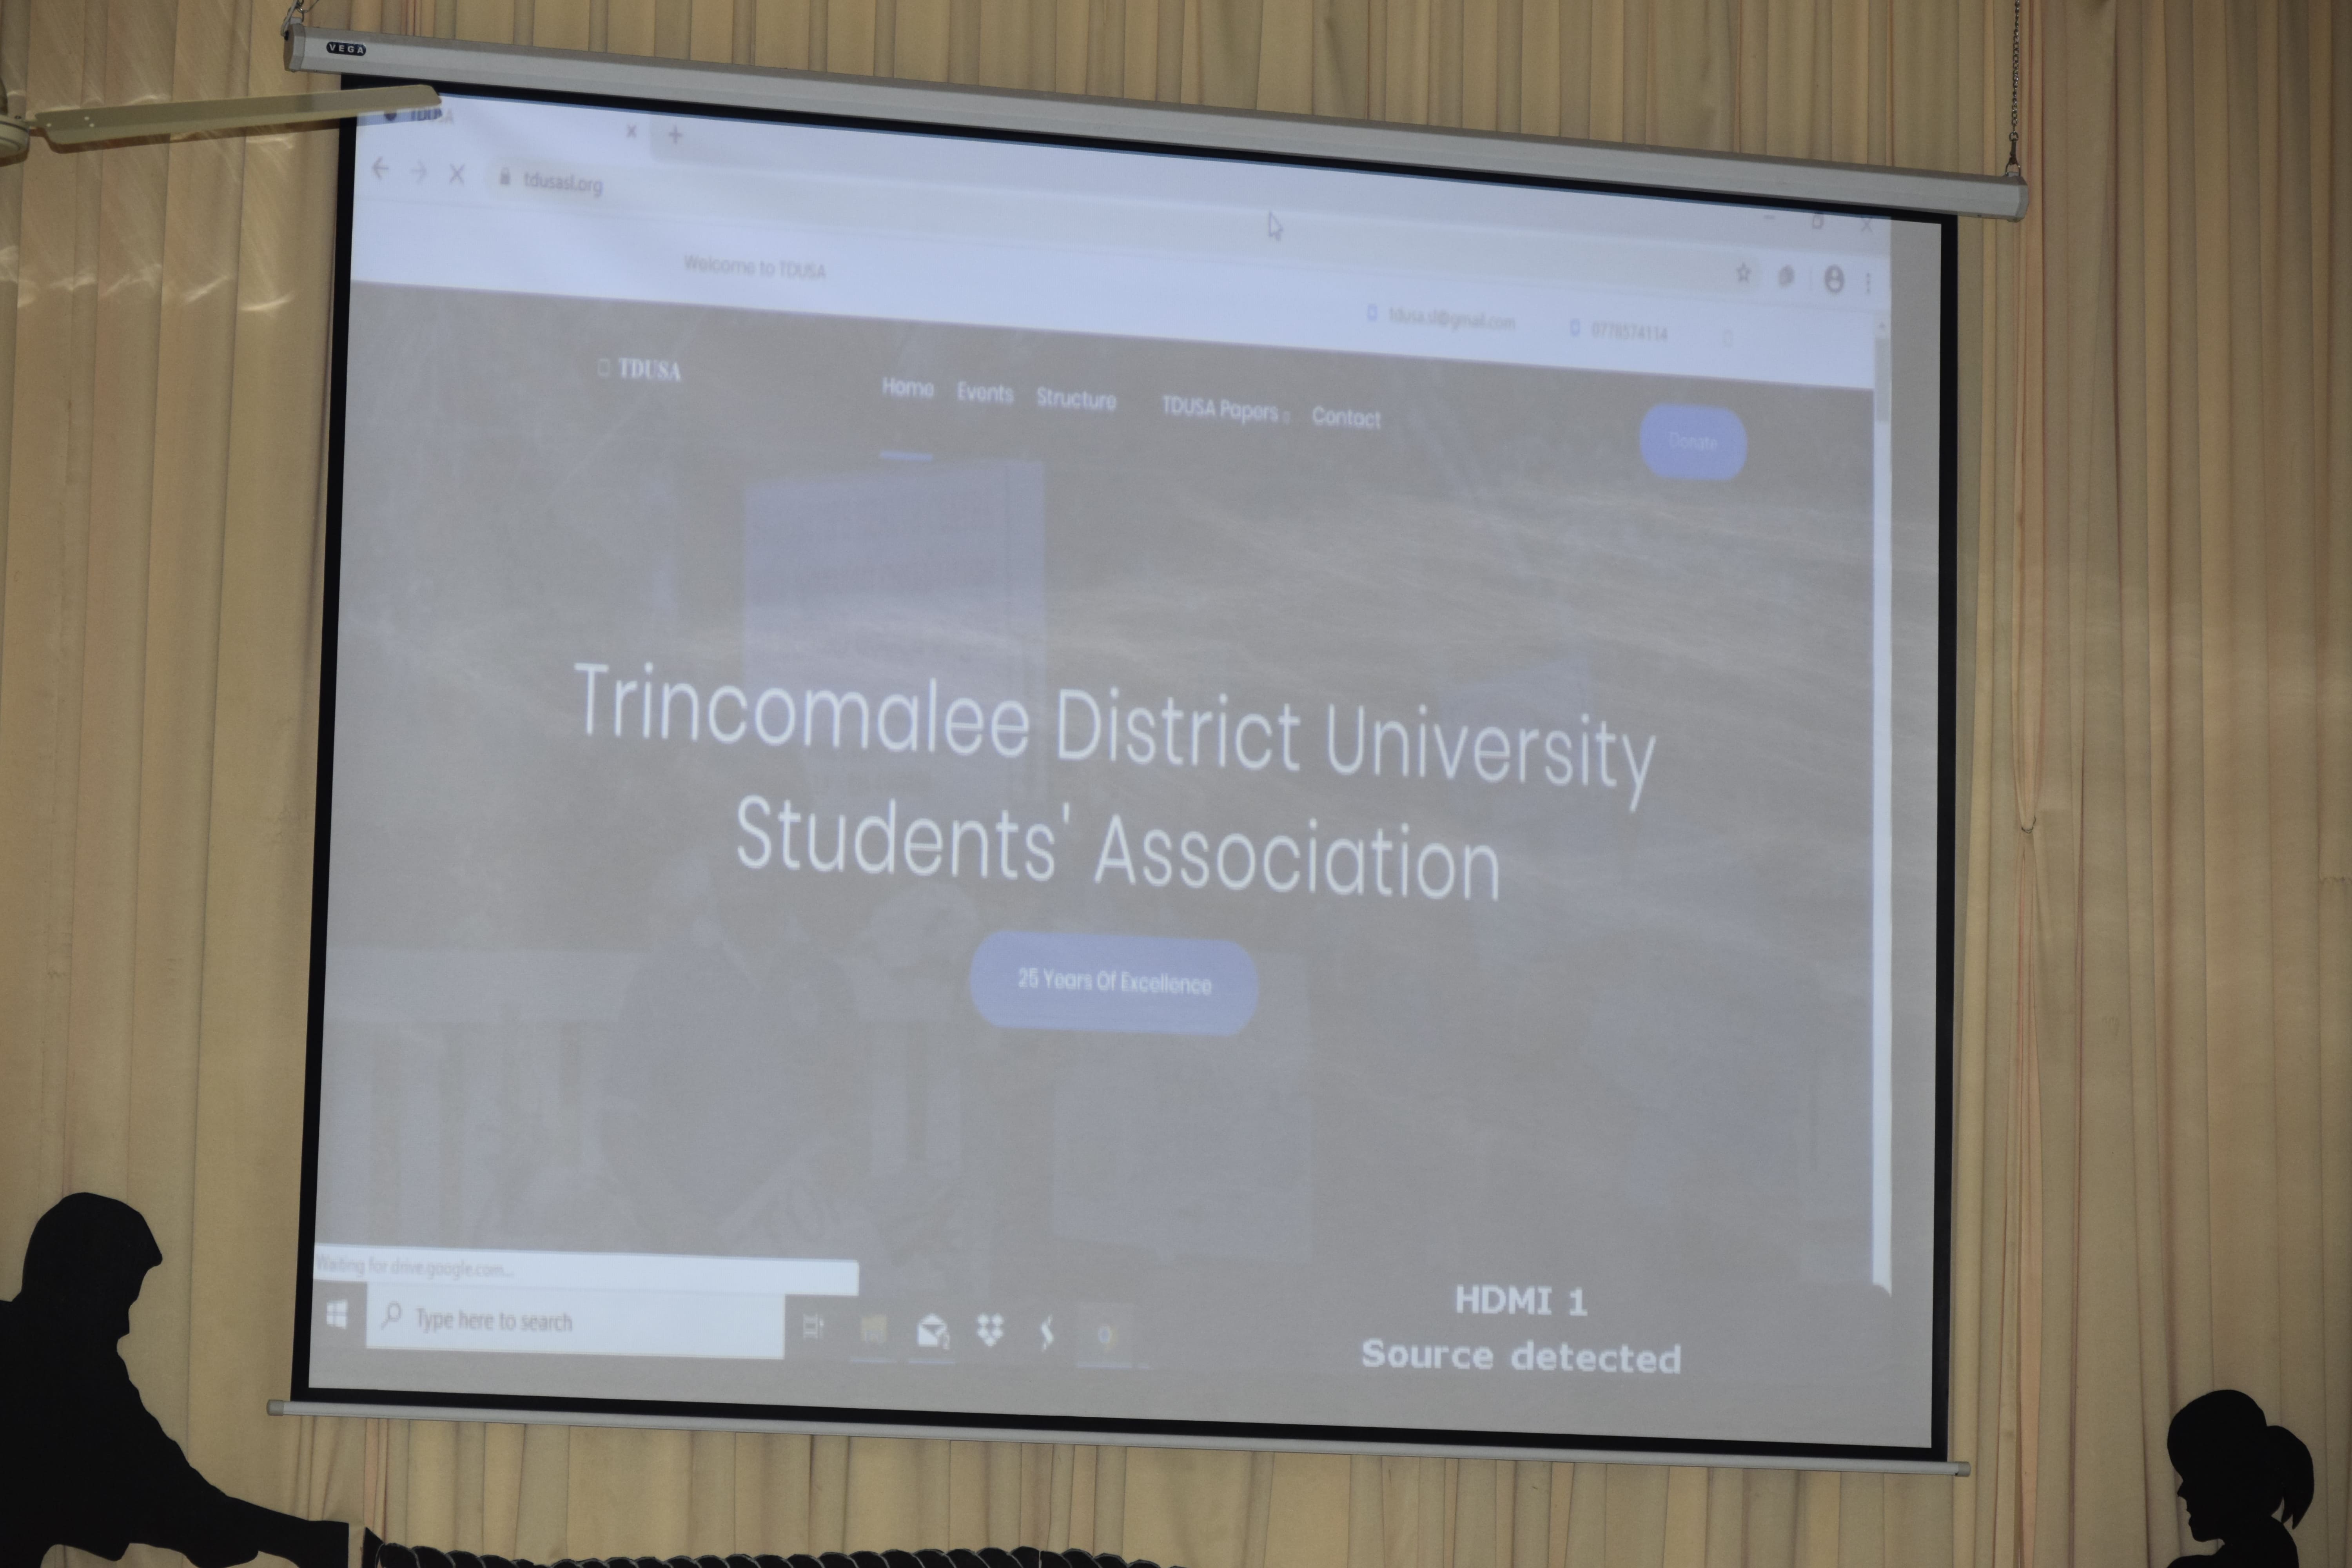 VEGA
TDUSA
tdusasl.org
Welcome to TDUSA
tdusa.sl@gmail.com 0778574114
TDUSA
Home Events Structure TDUSA Papers Contact
Donate
Trincomalee District University
Students' Association
25 Years Of Excellence
Waiting for drive.google.com...
Type here to search
HDMI 1
Source detected